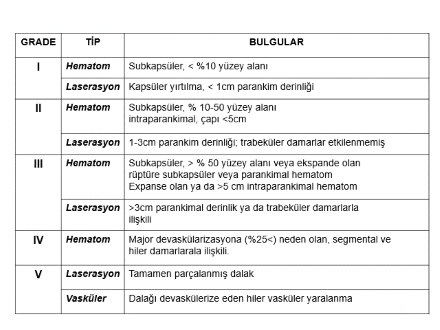 GRADE TİP BULGULAR
I Hematom Subkapsüler, < %10 yüzey alanı
Laserasyon Kapsüler yırtılma, < 1cm parankim derinliği
II Hematom Subkapsüler, % 10-50 yüzey alanı
intraparankimal, çapı <5cm
Laserasyon 1-3cm parankim derinliği; trabeküler damarlar etkilenmemiş
III Hematom Subkapsüler, > % 50 yüzey alanı veya ekspande olan
rüptüre subkapsüler veya parankimal hematom
Expanse olan ya da >5 cm intraparankimal hematom
Laserasyon >3cm parankimal derinlik ya da trabeküler damarlarla
ilişkili
IV Hematom Major devaskülarizasyona (%25<) neden olan, segmental ve
hiler damarlarala ilişkili.
V Laserasyon Tamamen parçalanmış dalak
Vasküler Dalağı devaskülerize eden hiler vasküler yaralanma